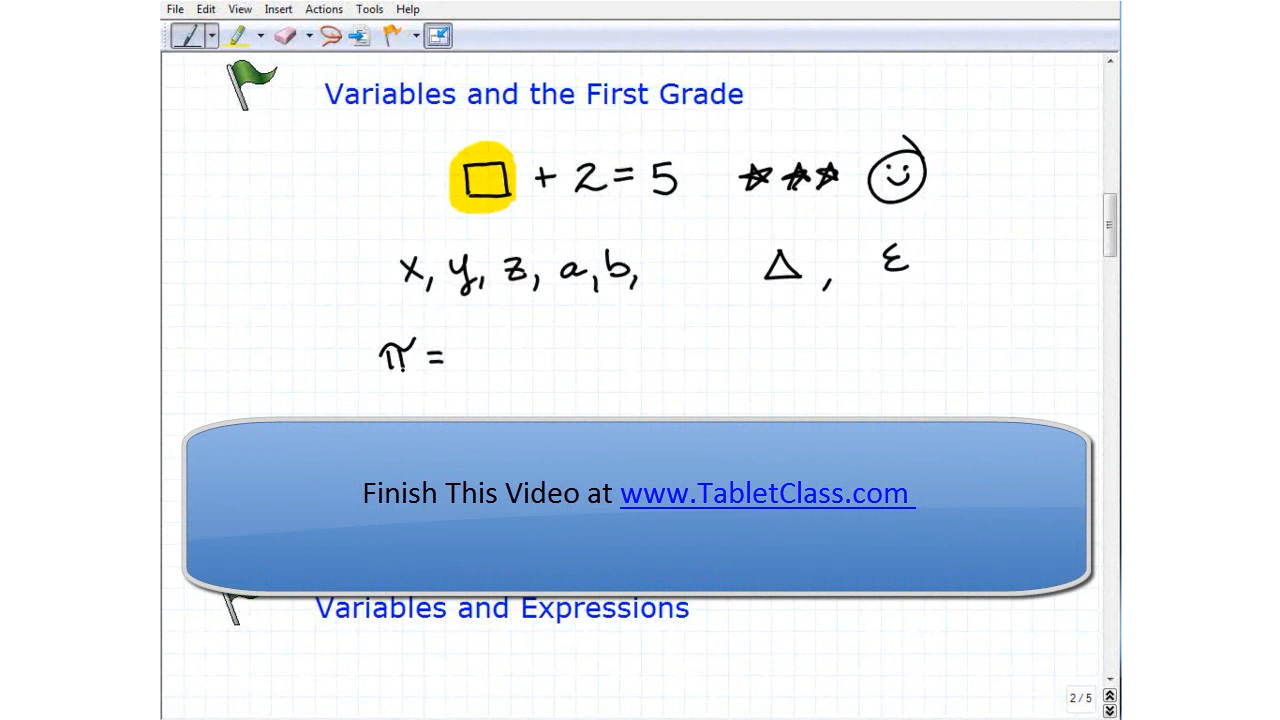 File Edit View Insert Actions Tools Help
Variables and the First Grade
□ + 2 = 5
x, y, z, a, b, Δ, ε
π =
Finish This Video at www.TabletClass.com
Variables and Expressions
2/5